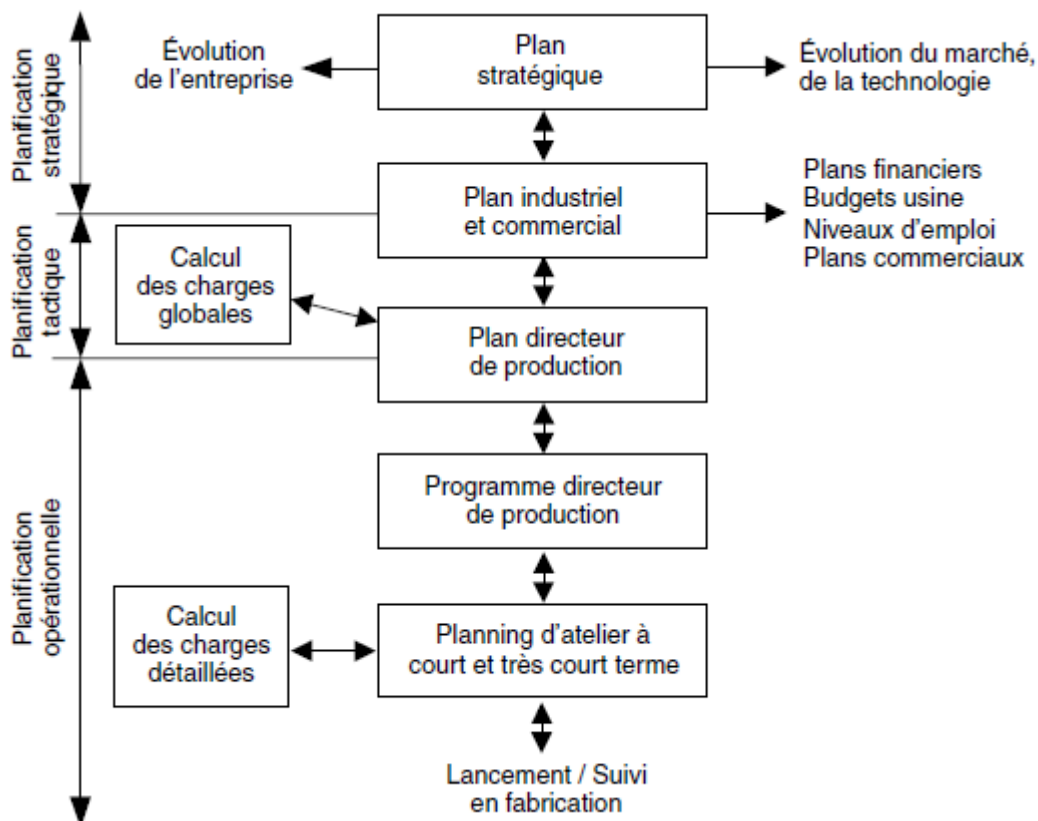 Planification
stratégique
Évolution
de l'entreprise
Plan
stratégique
Évolution du marché,
de la technologie
Plan industriel
et commercial
Plans financiers
Budgets usine
Niveaux d'emploi
Plans commerciaux
Planification
tactique
Calcul
des charges
globales
Plan directeur
de production
Planification
opérationnelle
Programme directeur
de production
Calcul
des charges
détaillées
Planning d'atelier à
court et très court terme
Lancement / Suivi
en fabrication